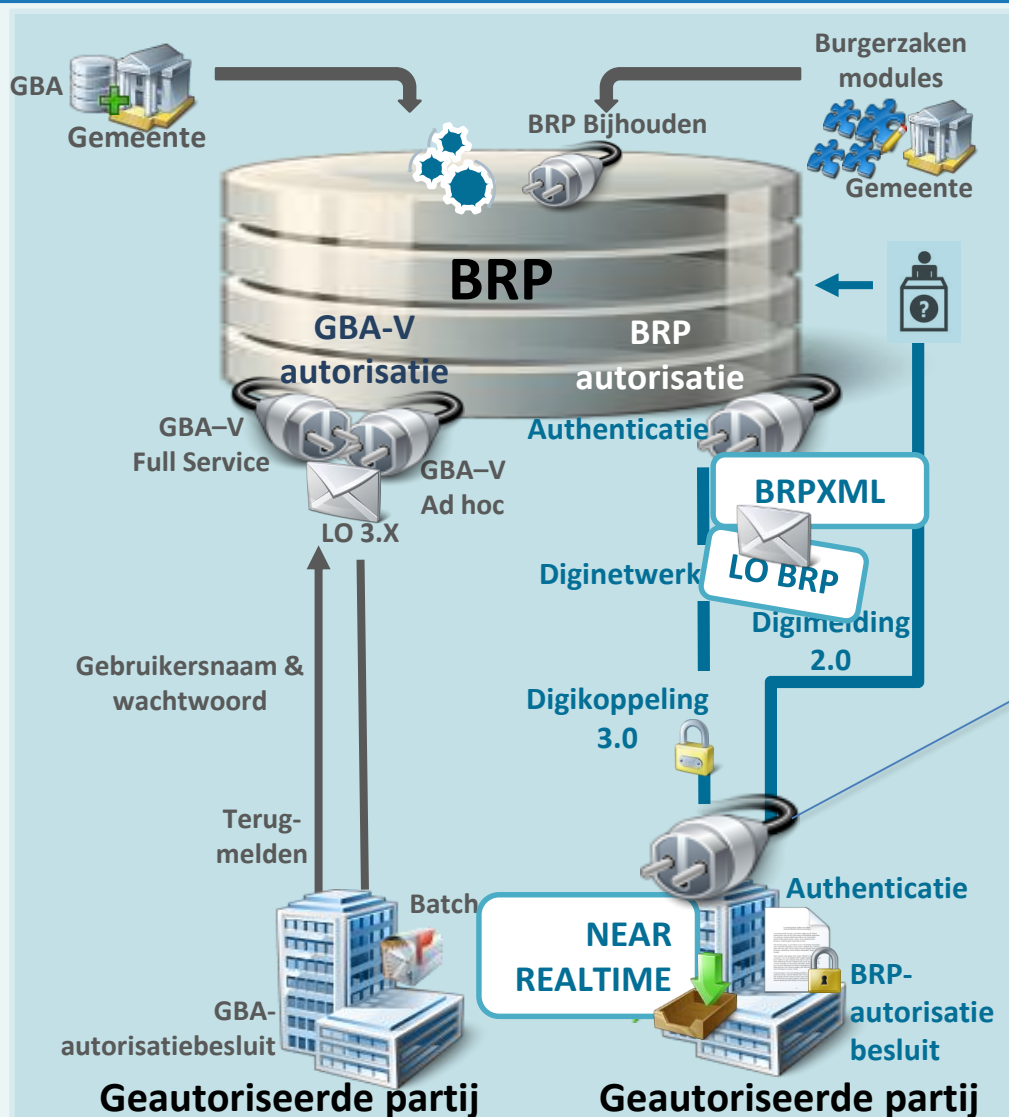 GBA
Gemeente
BRP Bijhouden
Burgerzaken
modules
Gemeente
BRP
GBA-V
autorisatie
BRP
autorisatie
GBA–V
Full Service
GBA–V
Ad hoc
LO 3.X
Authenticatie
BRPXML
LO BRP
Diginetwerk
Digimelding
2.0
Gebruikersnaam &
wachtwoord
Digikoppeling
3.0
Terug-
melden
Batch
GBA-
autorisatiebesluit
Geautoriseerde partij
NEAR
REALTIME
Authenticatie
BRP-
autorisatie
besluit
Geautoriseerde partij
?